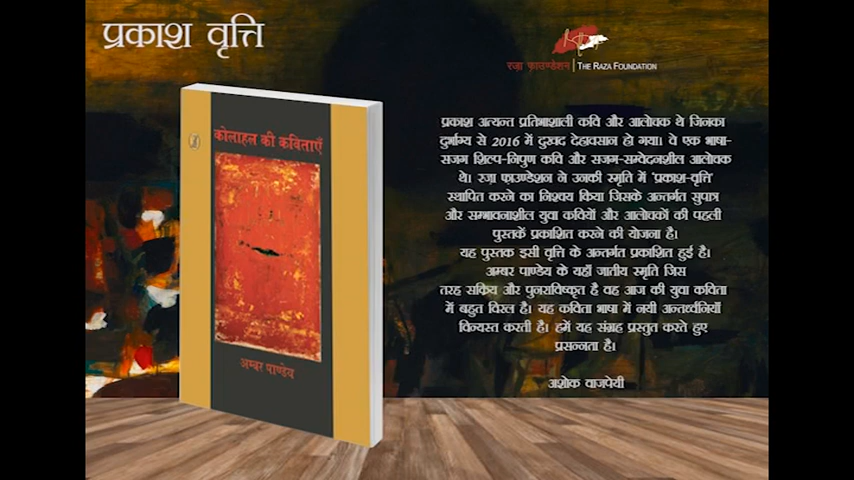 प्रकाश वृत्ति
रज़ा फ़ाउण्डेशन | THE RAZA FOUNDATION
कोलाहल की कविताएँ
अम्बर पाण्डेय
प्रकाश अत्यन्त प्रतिभाशाली कवि और आलोचक थे जिनका
दुर्भाग्य से 2016 में दुखद देहावसान हो गया। वे एक भाषा-
सजग शिल्प-निपुण कवि और सजग-सम्वेदनशील आलोचक
थे। रज़ा फ़ाउण्डेशन ने उनकी स्मृति में 'प्रकाश-वृत्ति'
स्थापित करने का निश्चय किया जिसके अन्तर्गत सुपात्र
और सम्भावनाशील युवा कवियों और आलोचकों की पहली
पुस्तकें प्रकाशित करने की योजना है।
यह पुस्तक इसी वृत्ति के अन्तर्गत प्रकाशित हुई है।
अम्बर पाण्डेय के यहाँ जातीय स्मृति जिस
तरह सक्रिय और पुनराविष्कृत है वह आज की युवा कविता
में बहुत विरल है। यह कविता भाषा में नयी अन्तर्ध्वनियाँ
विन्यस्त करती है। हमें यह संग्रह प्रस्तुत करते हुए
प्रसन्नता है।
अशोक वाजपेयी